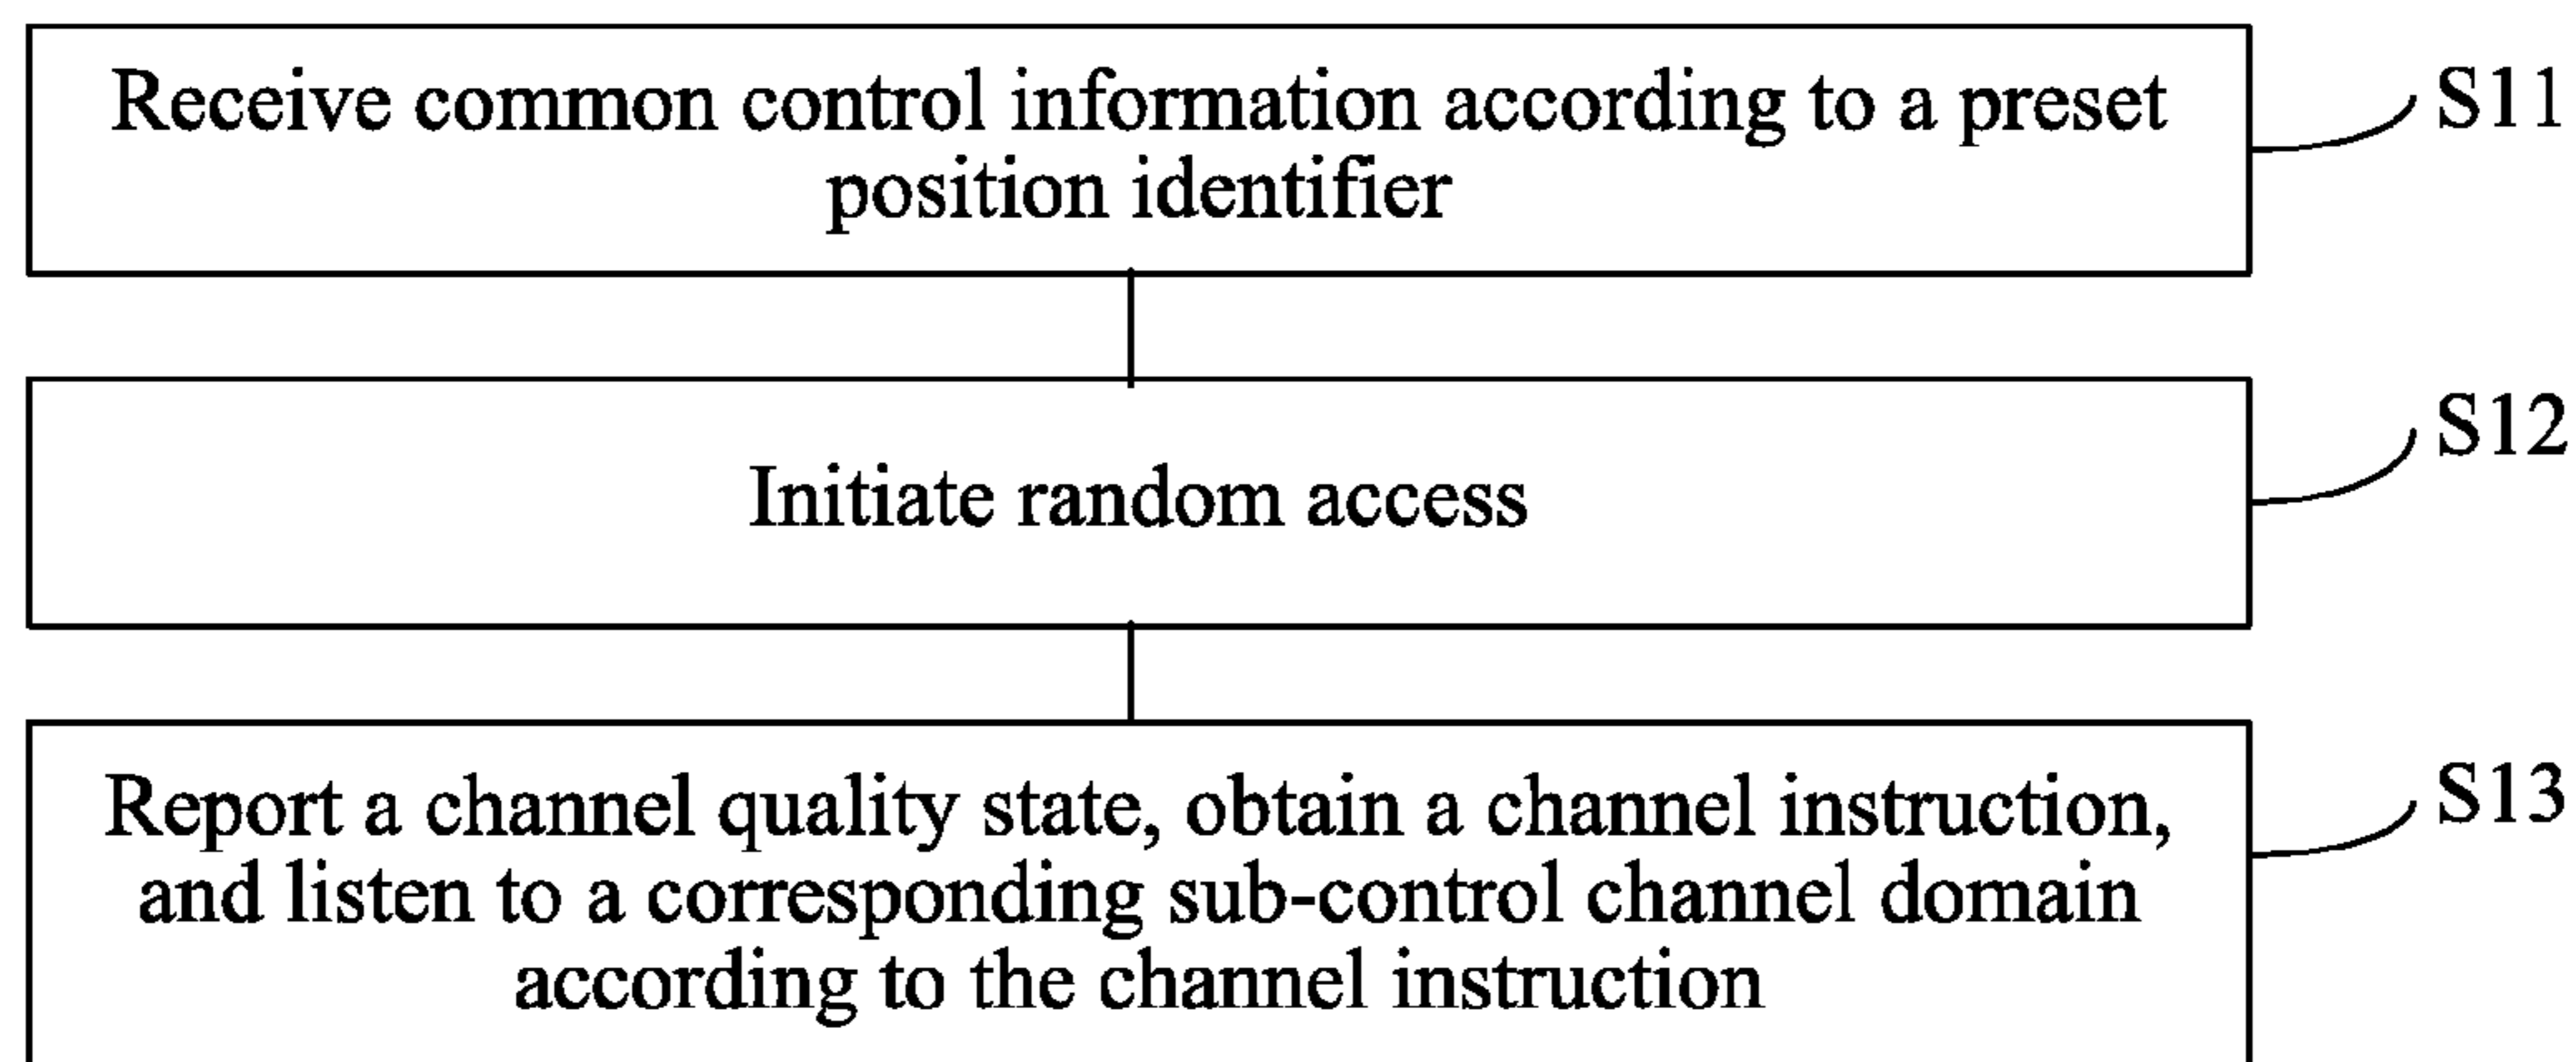 Receive common control information according to a preset
position identifier
S11
Initiate random access
S12
Report a channel quality state, obtain a channel instruction,
and listen to a corresponding sub-control channel domain
according to the channel instruction
S13